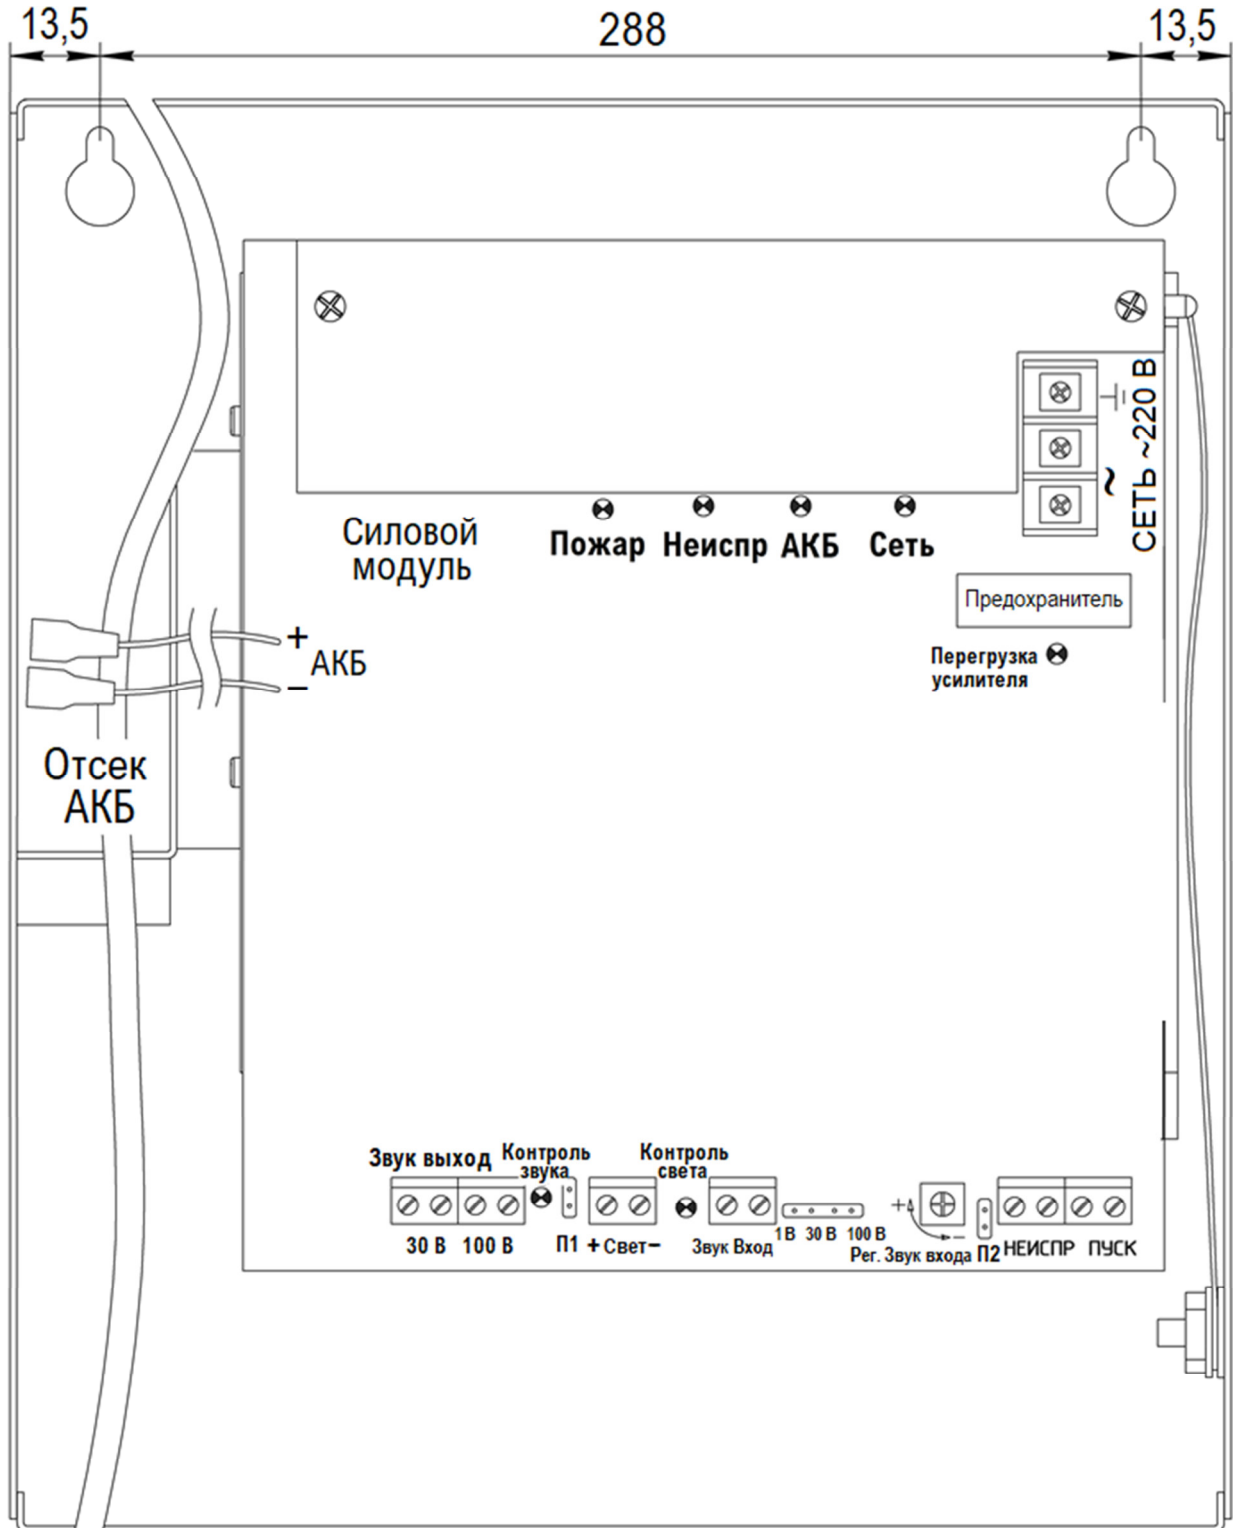 13,5 288 13,5
СЕТЬ ~220 В
~
Силовой
модуль
Пожар Неиспр АКБ Сеть
Предохранитель
Перегрузка
усилителя
+
АКБ
–
Отсек
АКБ
Звук выход
Контроль
звука
Контроль
света
30 В 100 В
П1
+ Свет –
Звук Вход
1 В 30 В 100 В
+
–
Рег. Звук входа
П2
НЕИСПР ПУСК